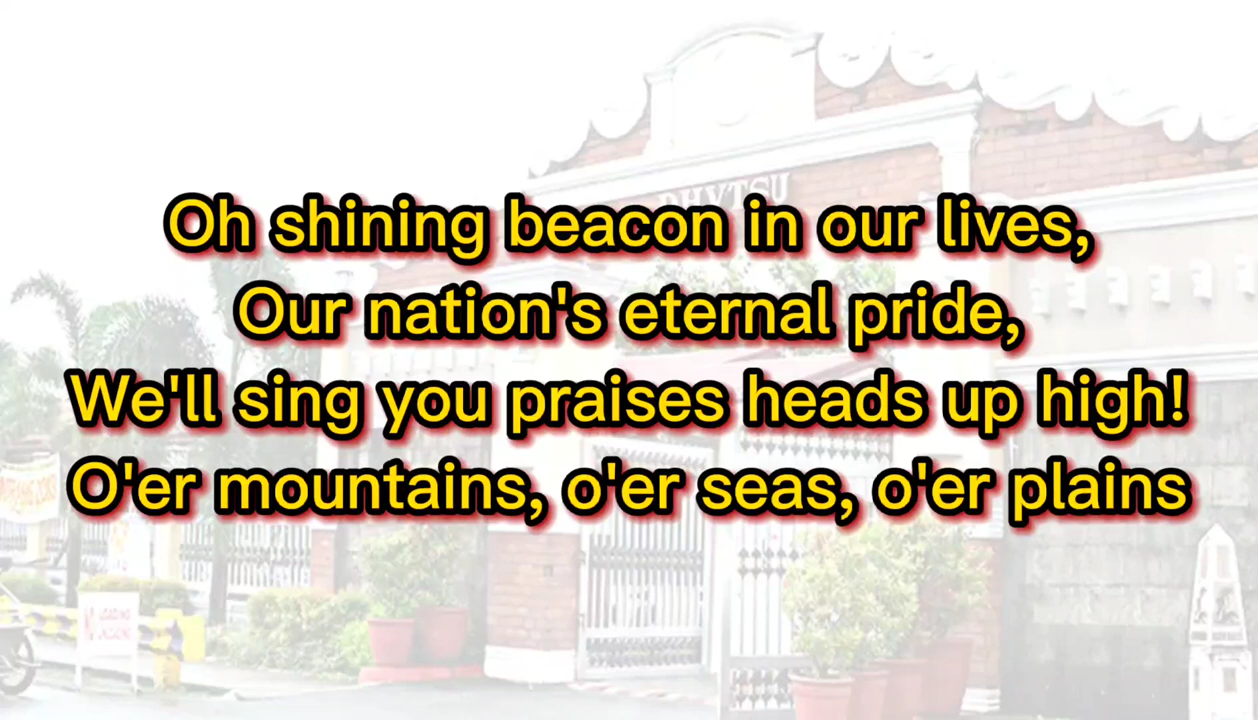 DHVTSU
Oh shining beacon in our lives,
Our nation's eternal pride,
We'll sing you praises heads up high!
O'er mountains, o'er seas, o'er plains